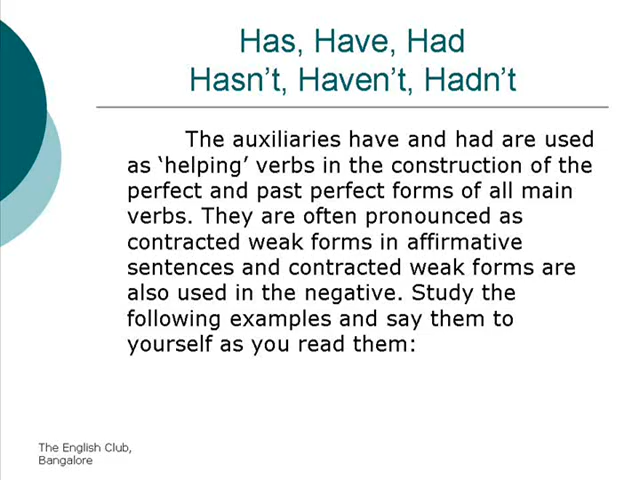 Has, Have, Had
Hasn’t, Haven’t, Hadn’t
The auxiliaries have and had are used
as ‘helping’ verbs in the construction of the
perfect and past perfect forms of all main
verbs. They are often pronounced as
contracted weak forms in affirmative
sentences and contracted weak forms are
also used in the negative. Study the
following examples and say them to
yourself as you read them:
The English Club,
Bangalore